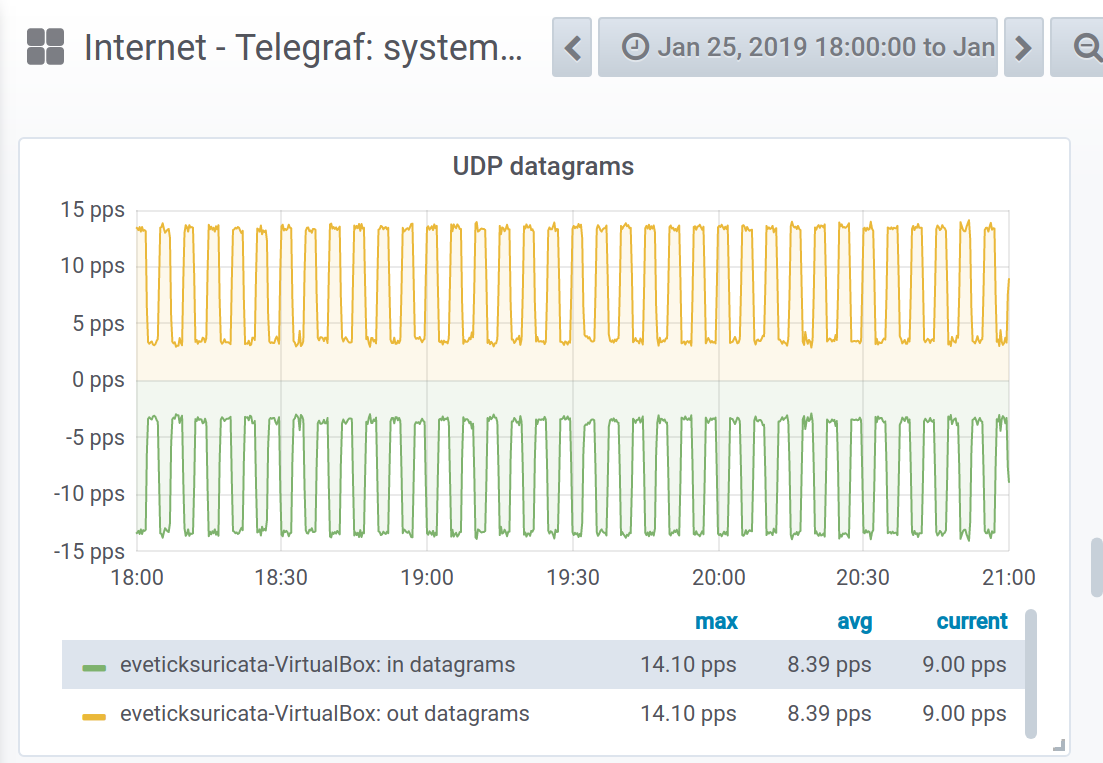 Internet - Telegraf: system...
Jan 25, 2019 18:00:00 to Jan
UDP datagrams
15 pps
10 pps
5 pps
0 pps
-5 pps
-10 pps
-15 pps
18:00 18:30 19:00 19:30 20:00 20:30 21:00
max avg current
eveticksuricata-VirtualBox: in datagrams 14.10 pps 8.39 pps 9.00 pps
eveticksuricata-VirtualBox: out datagrams 14.10 pps 8.39 pps 9.00 pps